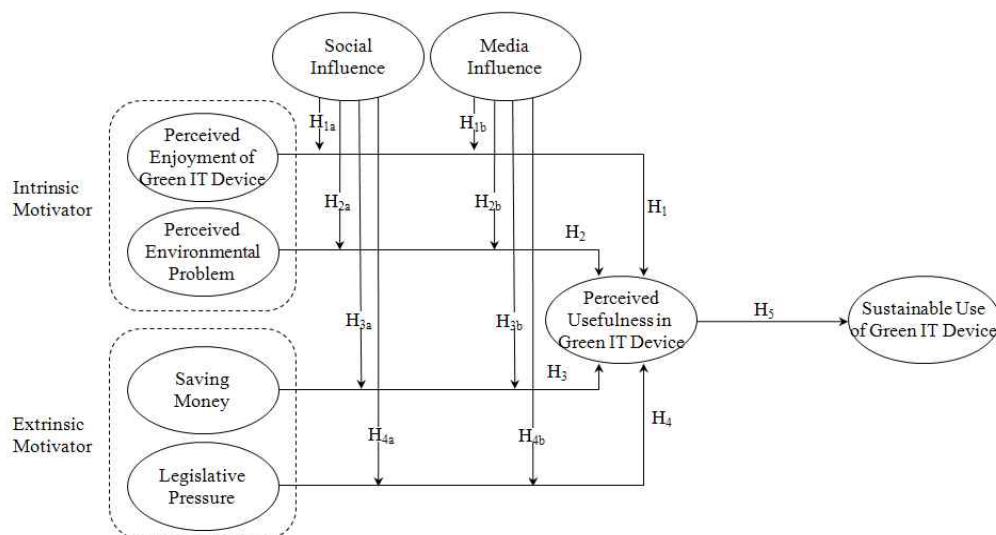 Social
Influence
Media
Influence
H1a
H1b
Perceived
Enjoyment of
Green IT Device
Intrinsic
Motivator
H1
H2a
H2b
Perceived
Environmental
Problem
H2
Perceived
Usefulness in
Green IT Device
H5
Sustainable Use
of Green IT Device
H3a
H3b
H3
Saving
Money
Extrinsic
Motivator
H4
H4a
H4b
Legislative
Pressure